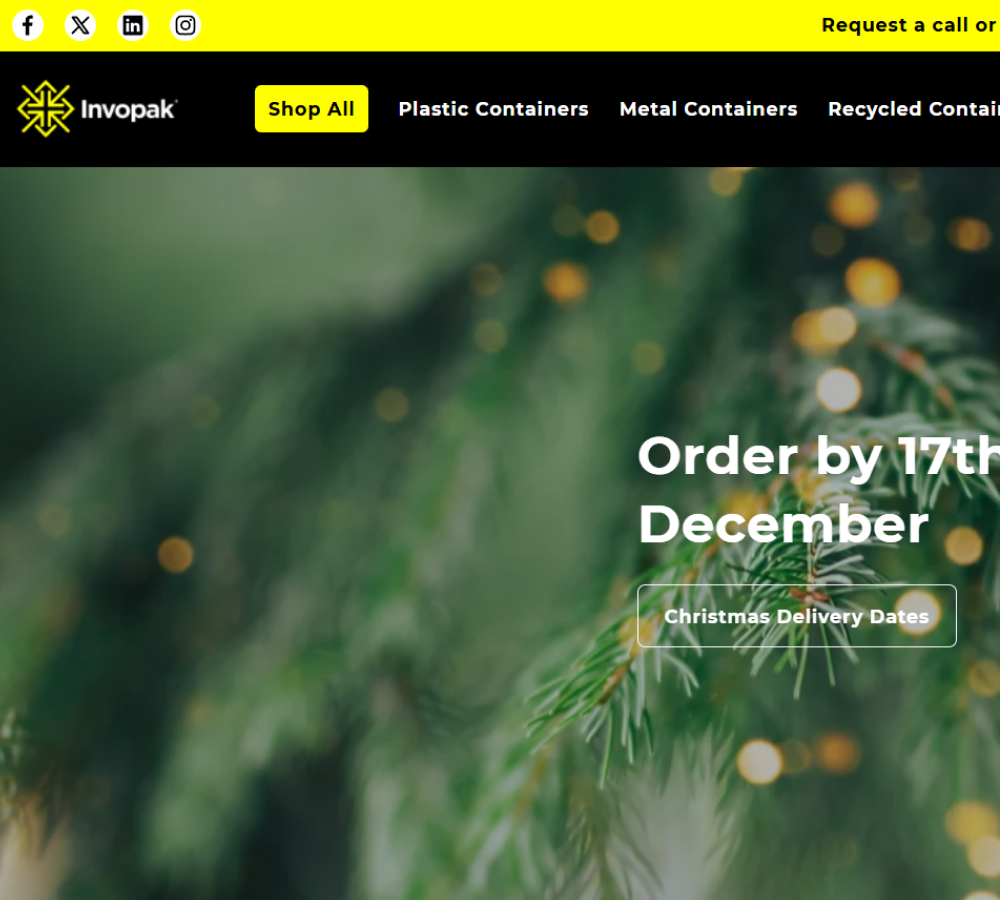 Request a call or
Invopak
Shop All
Plastic Containers
Metal Containers
Recycled Contai
Order by 17th
December
Christmas Delivery Dates